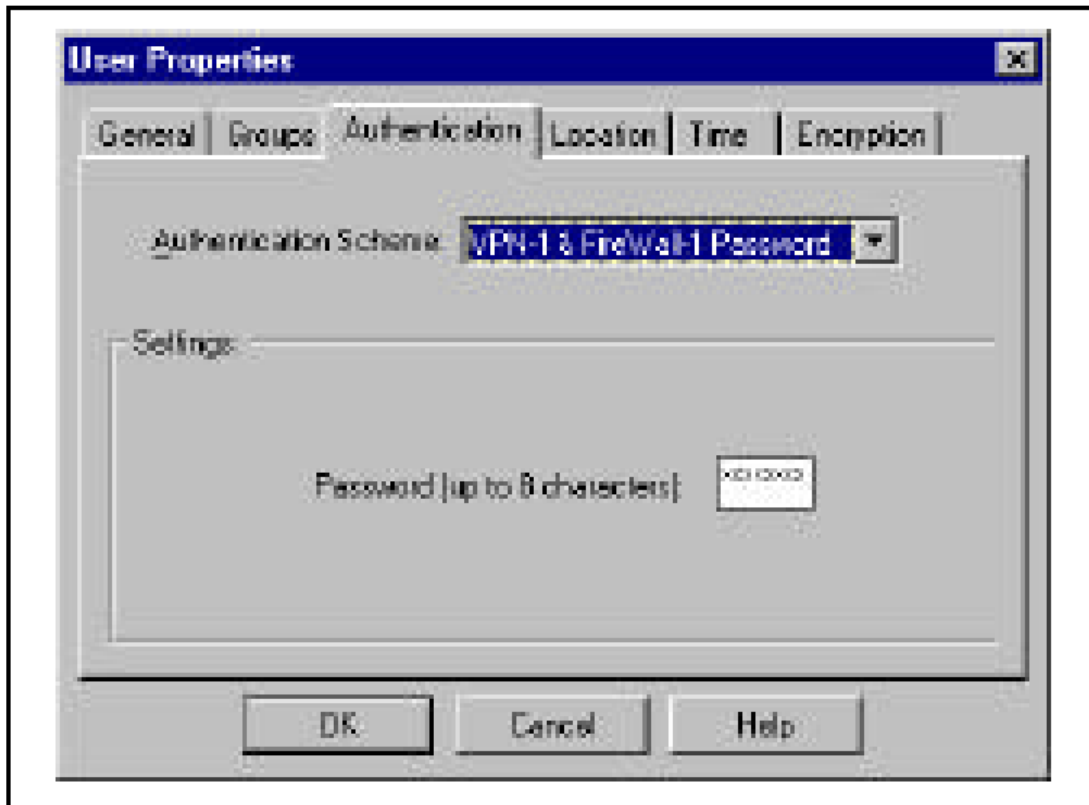 User Properties
General Groups Authentication Location Time Encryption
Authentication Scheme: VPN-1 & FireWall-1 Password
Settings:
Password (up to 8 characters):
OK Cancel Help